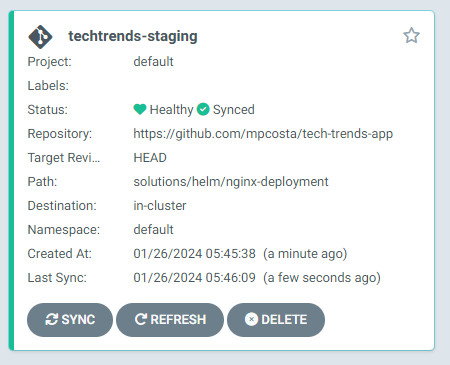 techtrends-staging
Project: default
Labels:
Status: Healthy Synced
Repository: https://github.com/mpcosta/tech-trends-app
Target Revi... HEAD
Path: solutions/helm/nginx-deployment
Destination: in-cluster
Namespace: default
Created At: 01/26/2024 05:45:38 (a minute ago)
Last Sync: 01/26/2024 05:46:09 (a few seconds ago)
SYNC REFRESH DELETE